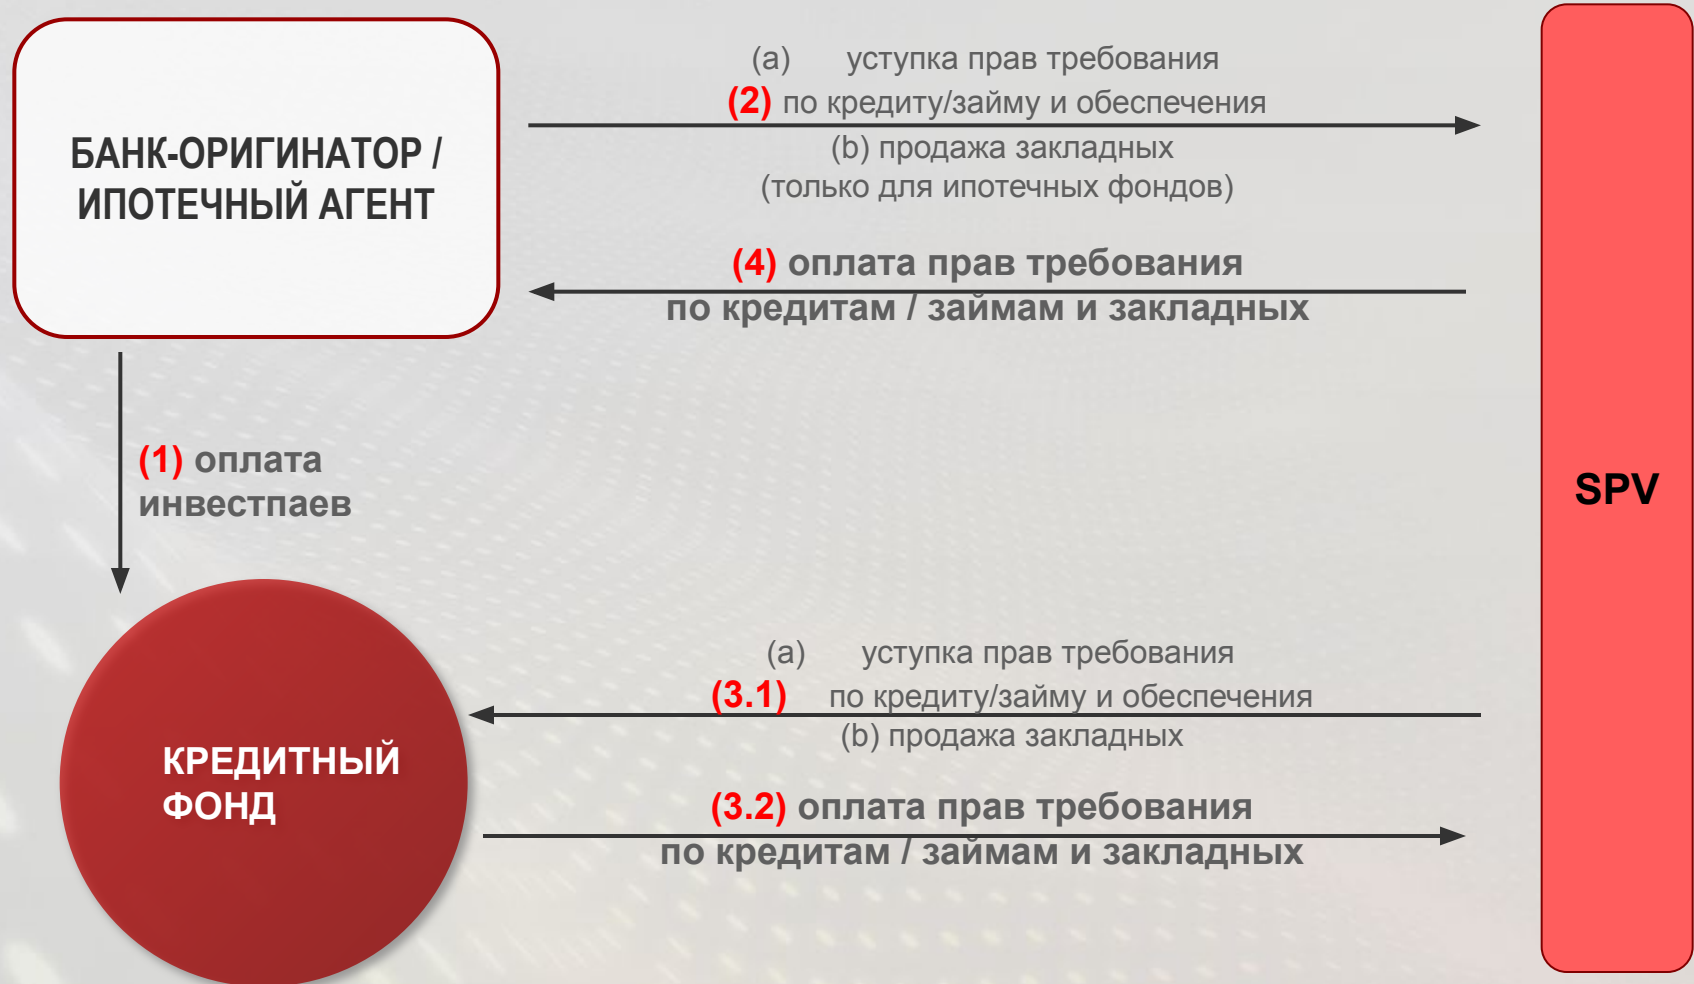 (a) уступка прав требования
(2) по кредиту/займу и обеспечения
(b) продажа закладных
(только для ипотечных фондов)
БАНК-ОРИГИНАТОР /
ИПОТЕЧНЫЙ АГЕНТ
(4) оплата прав требования
по кредитам / займам и закладных
(1) оплата
инвестпаев
SPV
(a) уступка прав требования
(3.1) по кредиту/займу и обеспечения
(b) продажа закладных
КРЕДИТНЫЙ
ФОНД
(3.2) оплата прав требования
по кредитам / займам и закладных